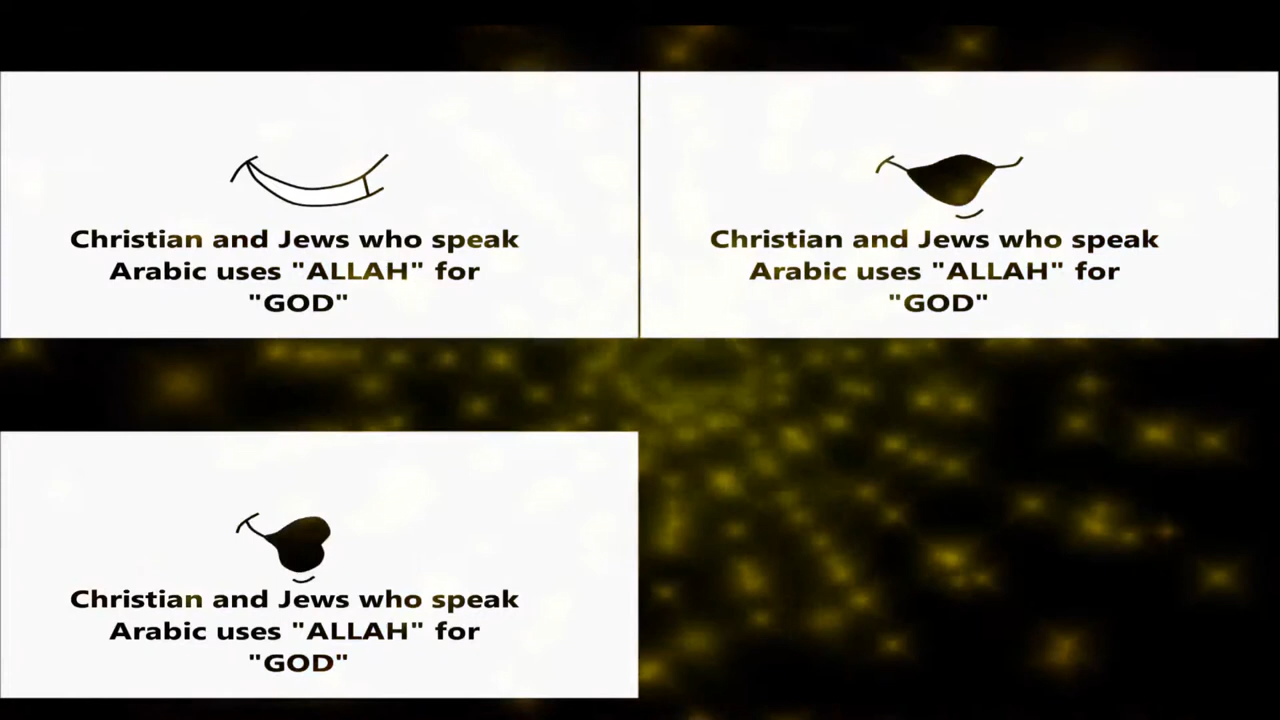 Christian and Jews who speak
Arabic uses "ALLAH" for
"GOD"
Christian and Jews who speak
Arabic uses "ALLAH" for
"GOD"
Christian and Jews who speak
Arabic uses "ALLAH" for
"GOD"